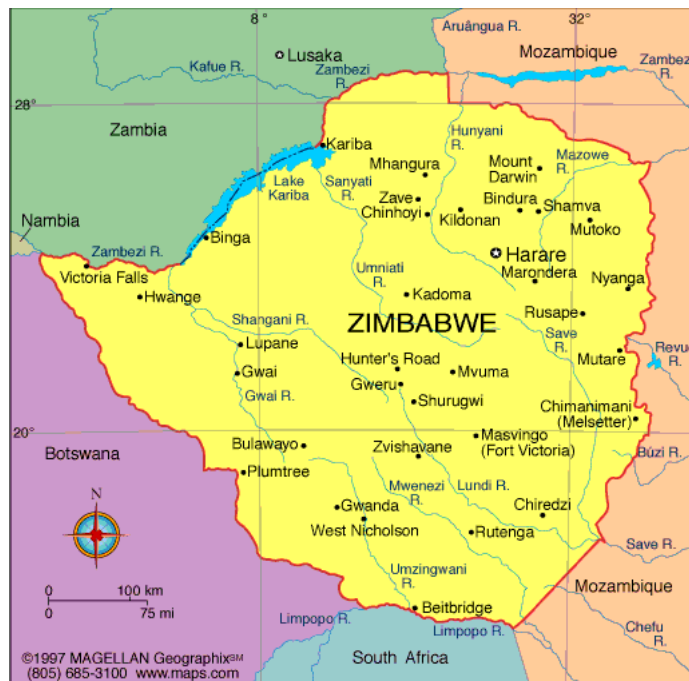 8°
32°
Aruângua R.
Lusaka
Mozambique
Kafue R.
Zambezi
R.
Zambezi
R.
28°
Zambia
Hunyani
R.
Kariba
Mount
Darwin
Mazowe
R.
Mhangura
Lake
Kariba
Sanyati
R.
Zave
Bindura
Shamva
Chinhoyi
Kildonan
Mutoko
Nambia
Binga
Zambezi R.
Harare
Victoria Falls
Umniati
R.
Marondera
Nyanga
Hwange
Kadoma
Shangani R.
ZIMBABWE
Rusape
Save
R.
Lupane
Hunter's Road
Mutare
Revue
R.
Gwai
Gweru
Mvuma
Gwai R.
Shurugwi
Chimanimani
(Melsetter)
20°
Bulawayo
Zvishavane
Masvingo
(Fort Victoria)
Botswana
Búzi R.
Plumtree
Mwenezi
R.
Lundi R.
N
Gwanda
Chiredzi
West Nicholson
Rutenga
Save R.
0 100 km
0 75 mi
Umzingwani
R.
Mozambique
Beitbridge
Limpopo R.
Limpopo R.
Chefu
R.
South Africa
©1997 MAGELLAN GeographixSM
(805) 685-3100 www.maps.com